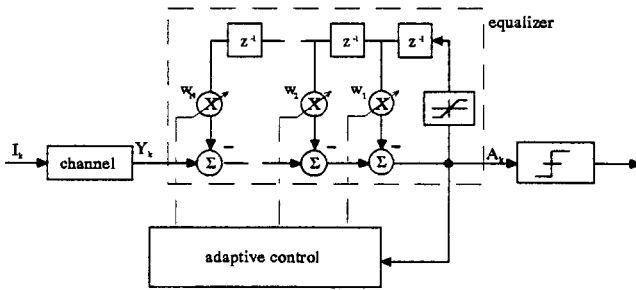 equalizer
z⁻¹ z⁻¹ z⁻¹
w_N w_2 w_1
X X X
I_k channel Y_k Σ - Σ - Σ - A_k
adaptive control